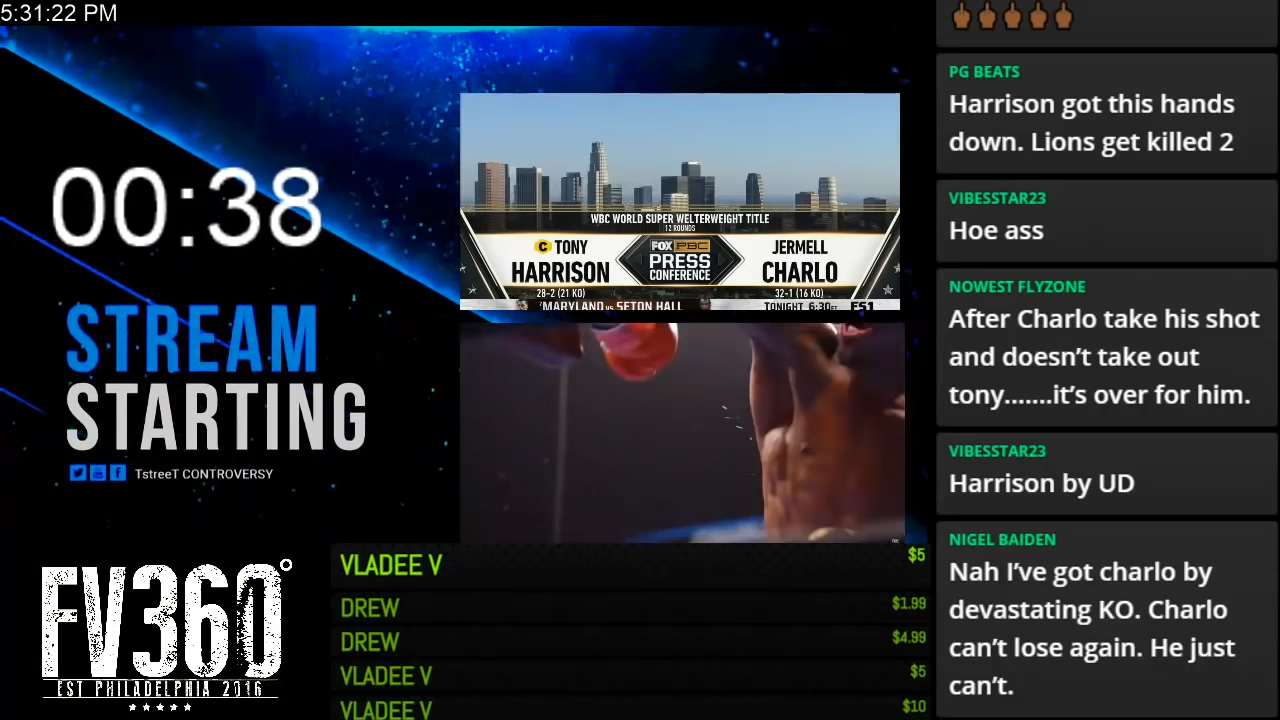 5:31:22 PM
00:38
STREAM
STARTING
TstreeT CONTROVERSY
FV360°
EST PHILADELPHIA 2016
WBC WORLD SUPER WELTERWEIGHT TITLE
12 ROUNDS
C TONY
HARRISON
28-2 (21 KO)
FOX PBC
PRESS
CONFERENCE
JERMELL
CHARLO
32-1 (16 KO)
'MARYLAND vs SETON HALL
TONIGHT 6:30ET FS1
VLADEE V $5
DREW $1.99
DREW $4.99
VLADEE V $5
VLADEE V $10
PG BEATS
Harrison got this hands
down. Lions get killed 2
VIBESSTAR23
Hoe ass
NOWEST FLYZONE
After Charlo take his shot
and doesn't take out
tony.......it's over for him.
VIBESSTAR23
Harrison by UD
NIGEL BAIDEN
Nah I've got charlo by
devastating KO. Charlo
can't lose again. He just
can't.